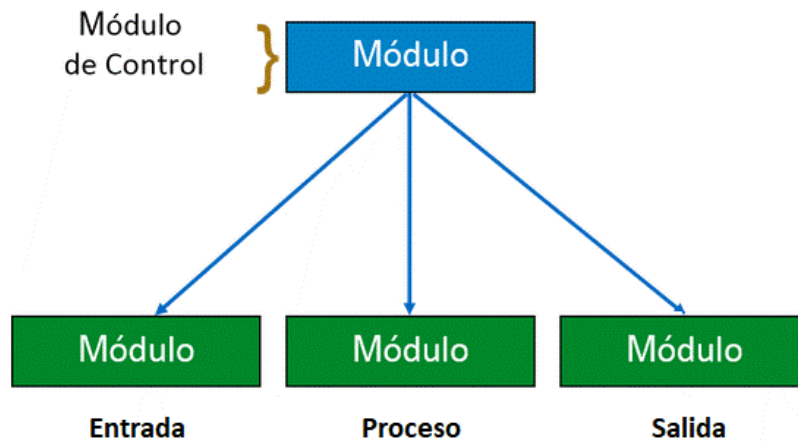 Módulo
de Control
Módulo
Módulo
Módulo
Módulo
Entrada
Proceso
Salida